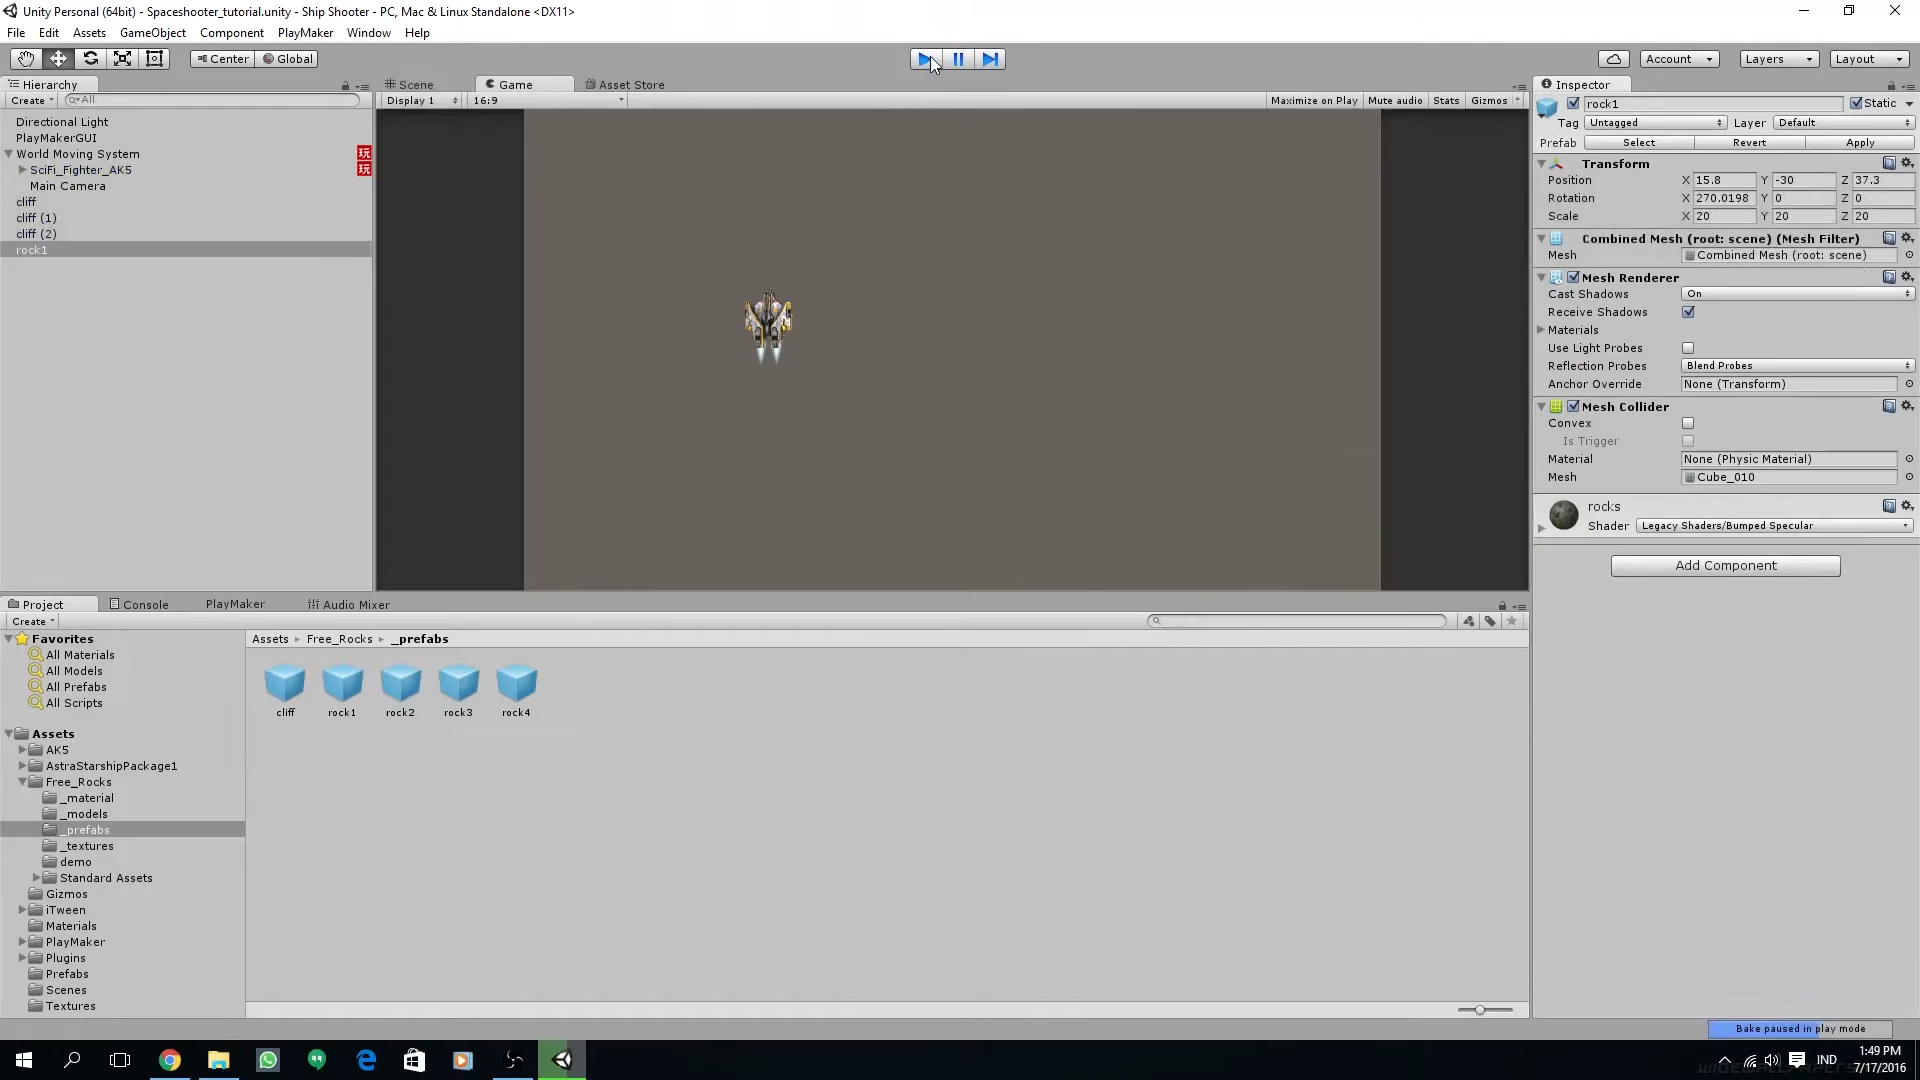 Unity Personal (64bit) - Spaceshooter_tutorial.unity - Ship Shooter - PC, Mac & Linux Standalone <DX11>
File Edit Assets GameObject Component PlayMaker Window Help
Center Global Account Layers Layout
Hierarchy
Create All
Directional Light
PlayMakerGUI
World Moving System 玩
SciFi_Fighter_AK5 玩
Main Camera
cliff
cliff (1)
cliff (2)
rock1
Scene Game Asset Store
Display 1 16:9 Maximize on Play Mute audio Stats Gizmos
Inspector
rock1 Static
Tag Untagged Layer Default
Prefab Select Revert Apply
Transform
Position X 15.8 Y -30 Z 37.3
Rotation X 270.0198 Y 0 Z 0
Scale X 20 Y 20 Z 20
Combined Mesh (root: scene) (Mesh Filter)
Mesh Combined Mesh (root: scene)
Mesh Renderer
Cast Shadows On
Receive Shadows
Materials
Use Light Probes
Reflection Probes Blend Probes
Anchor Override None (Transform)
Mesh Collider
Convex
Is Trigger
Material None (Physic Material)
Mesh Cube_010
rocks
Shader Legacy Shaders/Bumped Specular
Add Component
Project Console PlayMaker Audio Mixer
Create
Favorites
All Materials
All Models
All Prefabs
All Scripts
Assets
AK5
AstraStarshipPackage1
Free_Rocks
_material
_models
_prefabs
_textures
demo
Standard Assets
Gizmos
iTween
Materials
PlayMaker
Plugins
Prefabs
Scenes
Textures
Assets Free_Rocks _prefabs
cliff rock1 rock2 rock3 rock4
Bake paused in play mode
IND
1:49 PM
7/17/2016